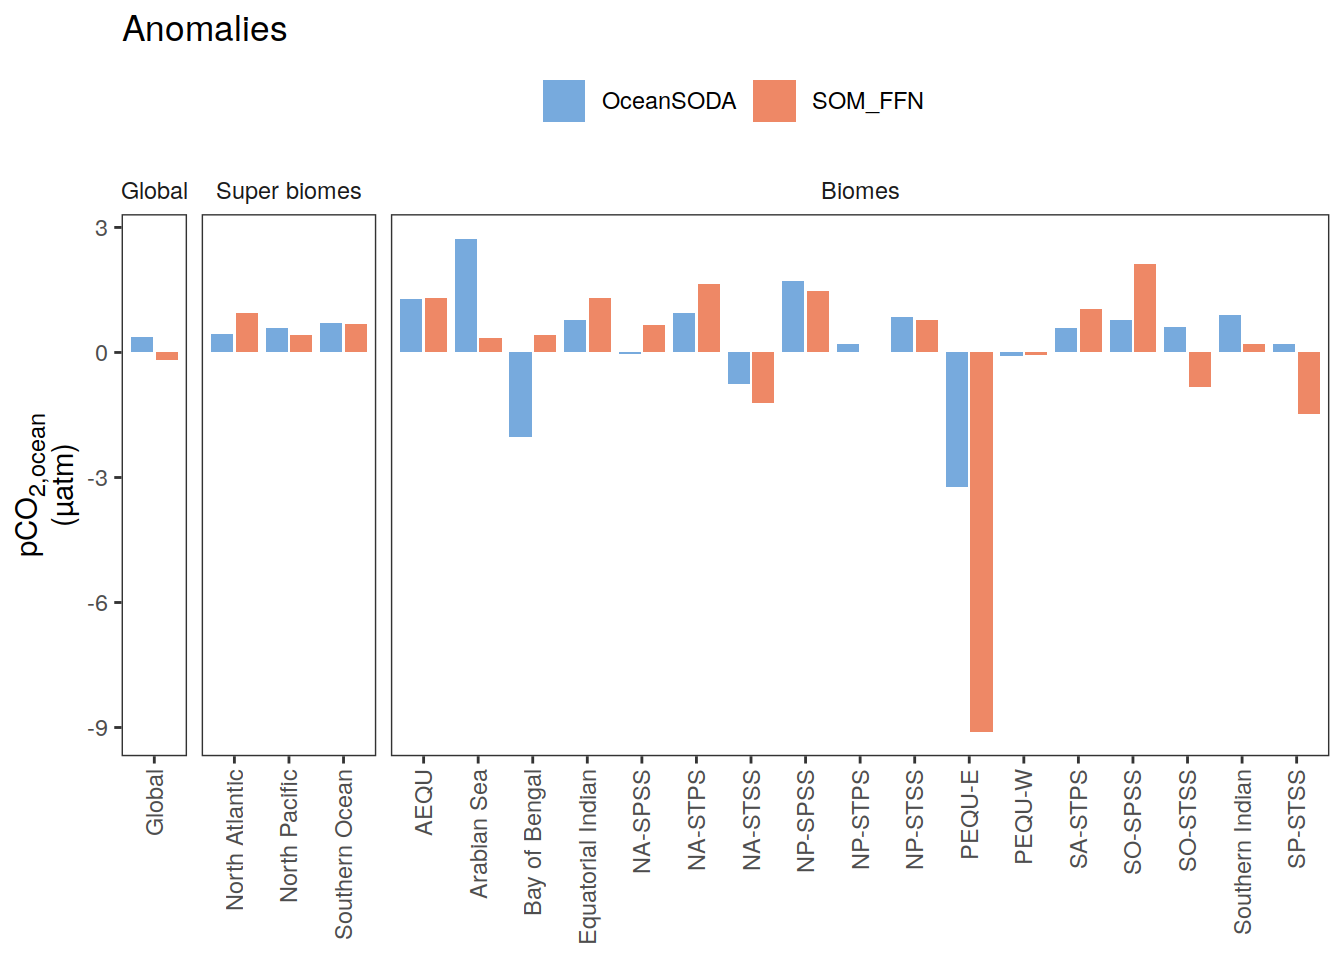 Anomalies
OceanSODA SOM_FFN
Global Super biomes Biomes
pCO2,ocean
(µatm)
3
0
-3
-6
-9
Global
North Atlantic
North Pacific
Southern Ocean
AEQU
Arabian Sea
Bay of Bengal
Equatorial Indian
NA-SPSS
NA-STPS
NA-STSS
NP-SPSS
NP-STPS
NP-STSS
PEQU-E
PEQU-W
SA-STPS
SO-SPSS
SO-STSS
Southern Indian
SP-STSS